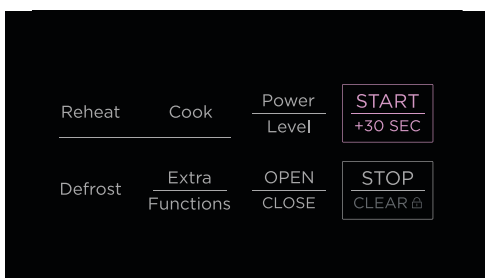 Reheat
Cook
Power
Level
START
+30 SEC
Defrost
Extra
Functions
OPEN
CLOSE
STOP
CLEAR